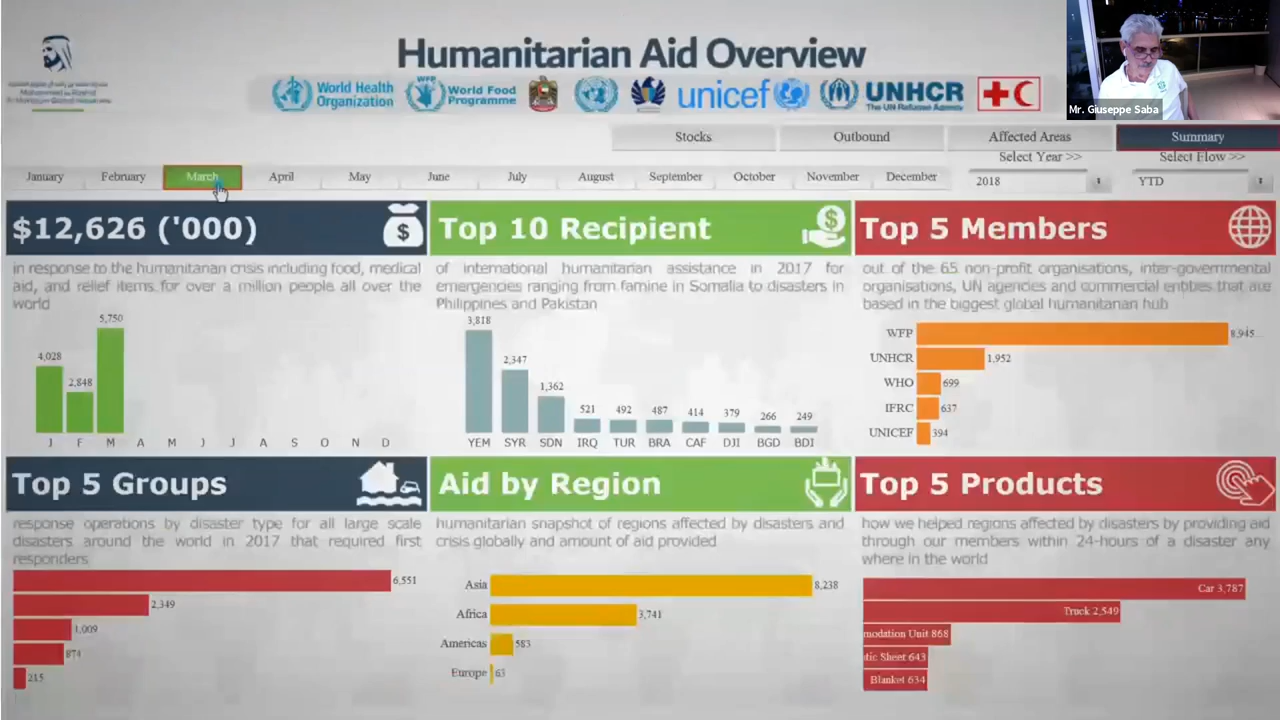 Humanitarian Aid Overview
World Health Organization
WFP
World Food Programme
unicef
UNHCR
The UN Refugee Agency
Mr. Giuseppe Saba
Stocks
Outbound
Affected Areas
Summary
Select Year >>
Select Flow >>
January
February
March
April
May
June
July
August
September
October
November
December
2018
YTD
$12,626 ('000)
in response to the humanitarian crisis including food, medical
aid, and relief items for over a million people all over the
world
4,028
2,848
5,750
J F M A M J J A S O N D
Top 10 Recipient
of international humanitarian assistance in 2017 for
emergencies ranging from famine in Somalia to disasters in
Philippines and Pakistan
3,818
2,347
1,362
521
492
487
414
379
266
249
YEM SYR SDN IRQ TUR BRA CAF DJI BGD BDI
Top 5 Members
out of the 65 non-profit organisations, inter-governmental
organisations, UN agencies and commercial entities that are
based in the biggest global humanitarian hub
WFP 8,945...
UNHCR 1,952
WHO 699
IFRC 637
UNICEF 394
Top 5 Groups
response operations by disaster type for all large scale
disasters around the world in 2017 that required first
responders
6,551
2,349
1,009
874
215
Aid by Region
humanitarian snapshot of regions affected by disasters and
crisis globally and amount of aid provided
Asia 8,238
Africa 3,741
Americas 583
Europe 63
Top 5 Products
how we helped regions affected by disasters by providing aid
through our members within 24-hours of a disaster any
where in the world
Car 3,787
Truck 2,549
modation Unit 868
tic Sheet 643
Blanket 634